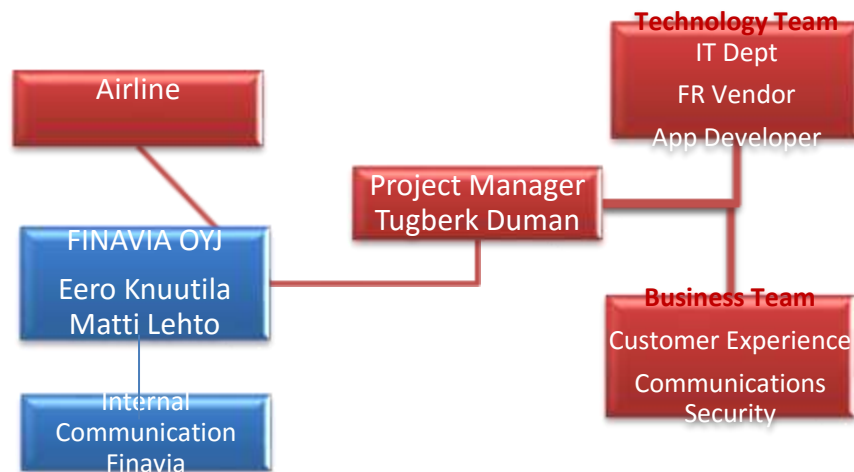 Airline
FINAVIA OYJ
Eero Knuutila
Matti Lehto
Internal
Communication
Finavia
Project Manager
Tugberk Duman
Technology Team
IT Dept
FR Vendor
App Developer
Business Team
Customer Experience
Communications
Security